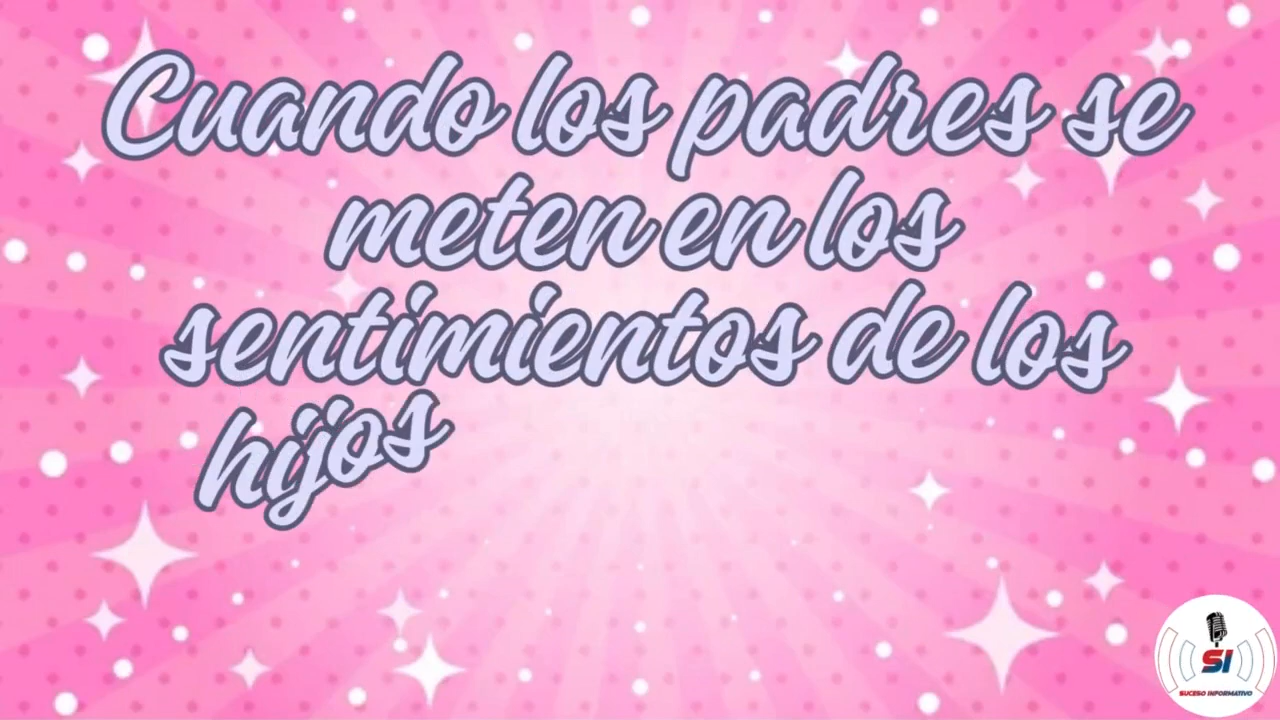 Cuando los padres se
meten en los
sentimientos de los
hijos
SI
SUCESO INFORMATIVO